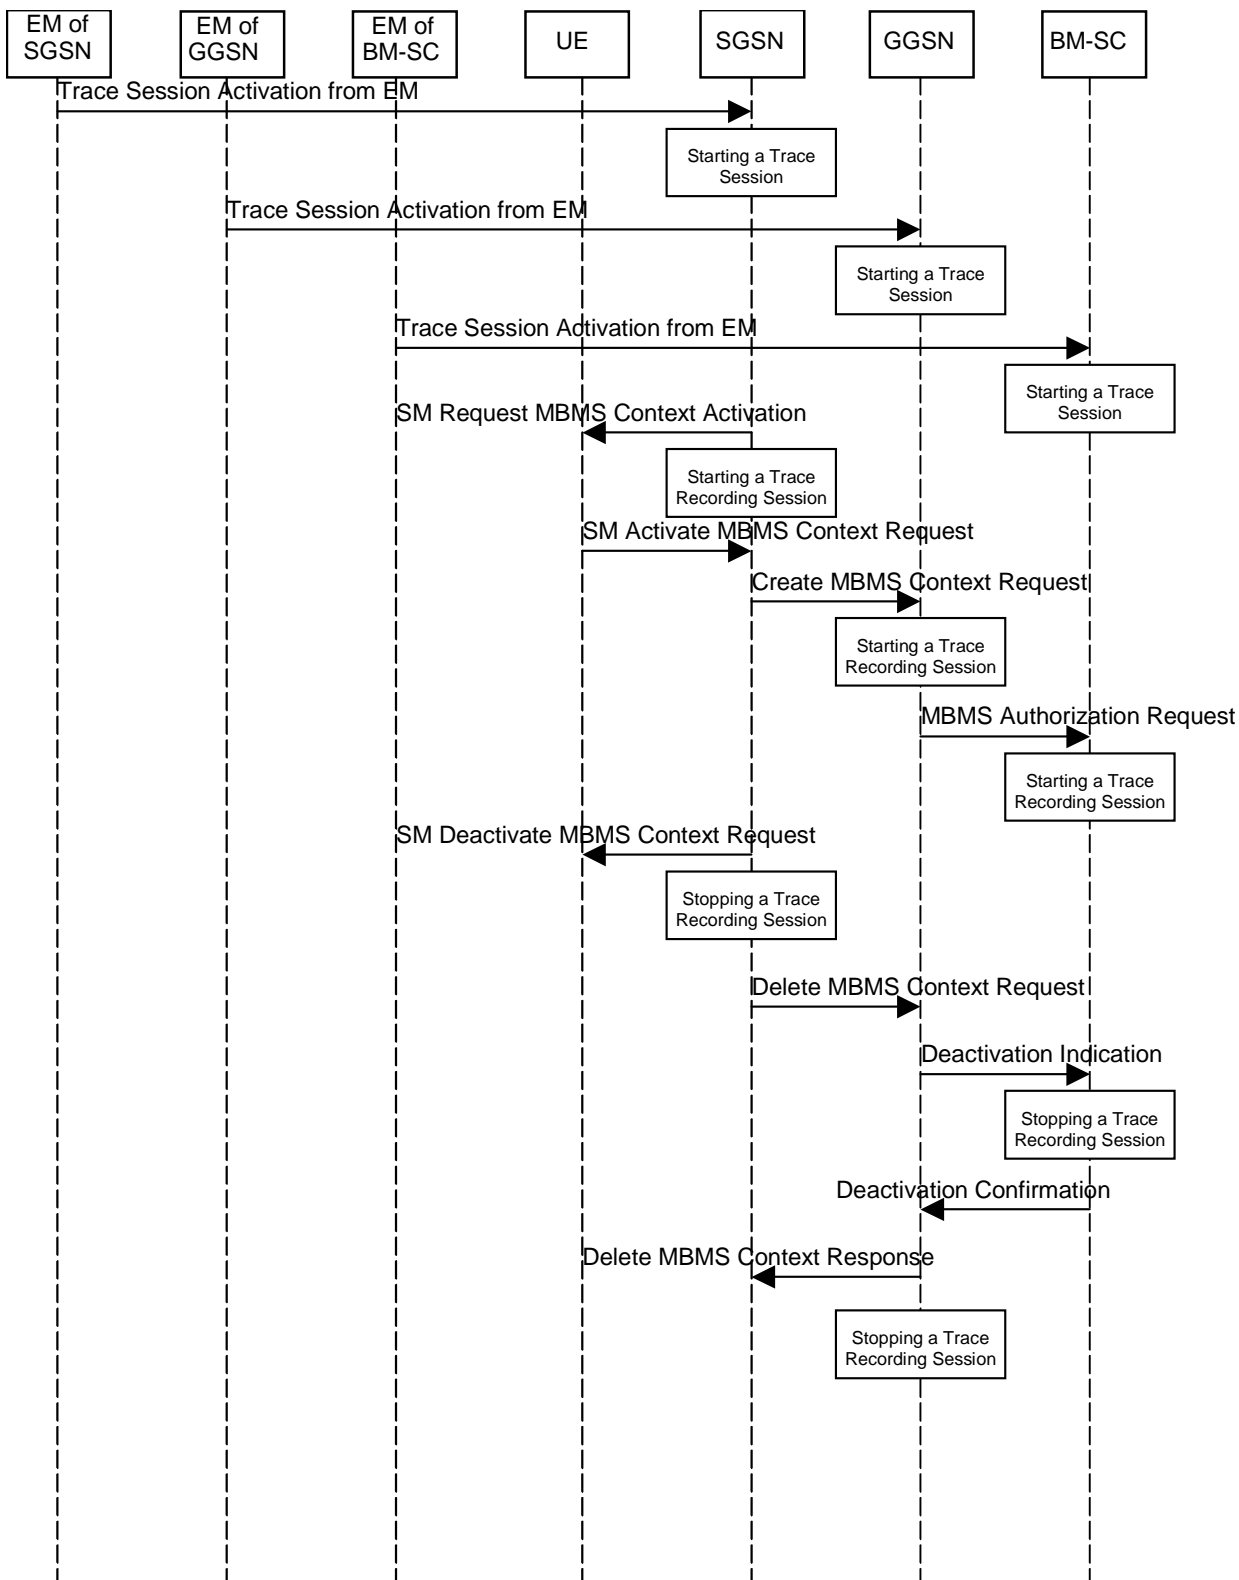 EM of
SGSN
EM of
GGSN
EM of
BM-SC
UE
SGSN
GGSN
BM-SC
Trace Session Activation from EM
Starting a Trace
Session
Trace Session Activation from EM
Starting a Trace
Session
Trace Session Activation from EM
Starting a Trace
Session
SM Request MBMS Context Activation
Starting a Trace
Recording Session
SM Activate MBMS Context Request
Create MBMS Context Request
Starting a Trace
Recording Session
MBMS Authorization Request
Starting a Trace
Recording Session
SM Deactivate MBMS Context Request
Stopping a Trace
Recording Session
Delete MBMS Context Request
Deactivation Indication
Stopping a Trace
Recording Session
Deactivation Confirmation
Delete MBMS Context Response
Stopping a Trace
Recording Session